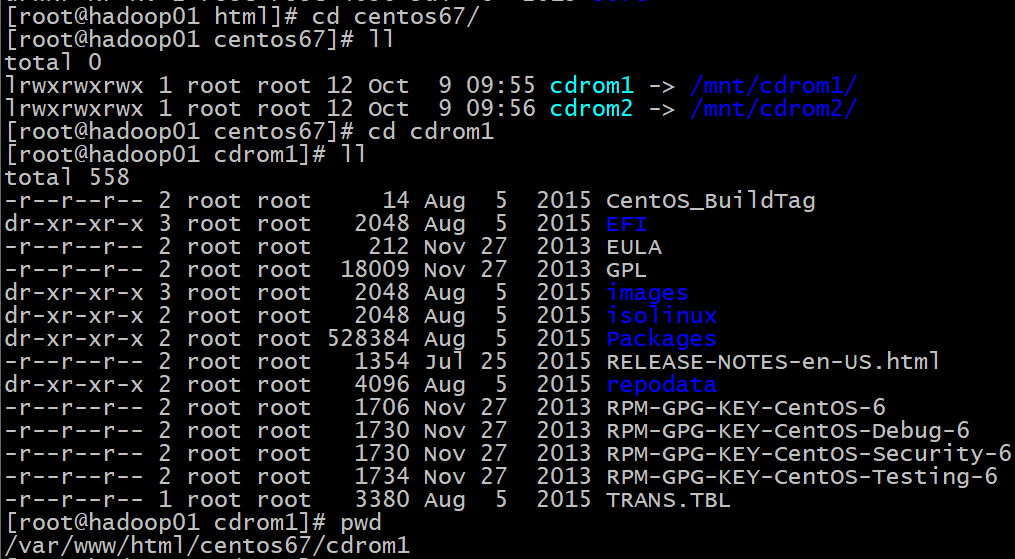 [root@hadoop01 html]# cd centos67/
[root@hadoop01 centos67]# ll
total 0
lrwxrwxrwx 1 root root 12 Oct  9 09:55 cdrom1 -> /mnt/cdrom1/
lrwxrwxrwx 1 root root 12 Oct  9 09:56 cdrom2 -> /mnt/cdrom2/
[root@hadoop01 centos67]# cd cdrom1
[root@hadoop01 cdrom1]# ll
total 558
-r--r--r-- 2 root root     14 Aug  5  2015 CentOS_BuildTag
dr-xr-xr-x 3 root root   2048 Aug  5  2015 EFI
-r--r--r-- 2 root root    212 Nov 27  2013 EULA
-r--r--r-- 2 root root  18009 Nov 27  2013 GPL
dr-xr-xr-x 3 root root   2048 Aug  5  2015 images
dr-xr-xr-x 2 root root   2048 Aug  5  2015 isolinux
dr-xr-xr-x 2 root root 528384 Aug  5  2015 Packages
-r--r--r-- 2 root root   1354 Jul 25  2015 RELEASE-NOTES-en-US.html
dr-xr-xr-x 2 root root   4096 Aug  5  2015 repodata
-r--r--r-- 2 root root   1706 Nov 27  2013 RPM-GPG-KEY-CentOS-6
-r--r--r-- 2 root root   1730 Nov 27  2013 RPM-GPG-KEY-CentOS-Debug-6
-r--r--r-- 2 root root   1730 Nov 27  2013 RPM-GPG-KEY-CentOS-Security-6
-r--r--r-- 2 root root   1734 Nov 27  2013 RPM-GPG-KEY-CentOS-Testing-6
-r--r--r-- 1 root root   3380 Aug  5  2015 TRANS.TBL
[root@hadoop01 cdrom1]# pwd
/var/www/html/centos67/cdrom1